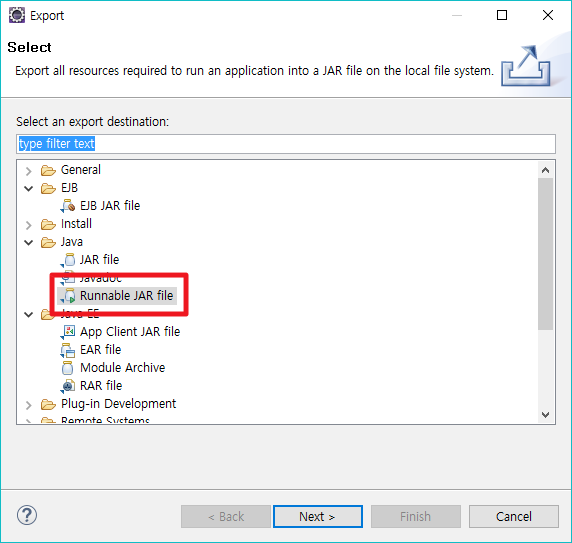 Export
Select
Export all resources required to run an application into a JAR file on the local file system.
Select an export destination:
type filter text
General
EJB
EJB JAR file
Install
Java
JAR file
Javadoc
Runnable JAR file
Java EE
App Client JAR file
EAR file
Module Archive
RAR file
Plug-in Development
Remote Systems
?
< Back
Next >
Finish
Cancel